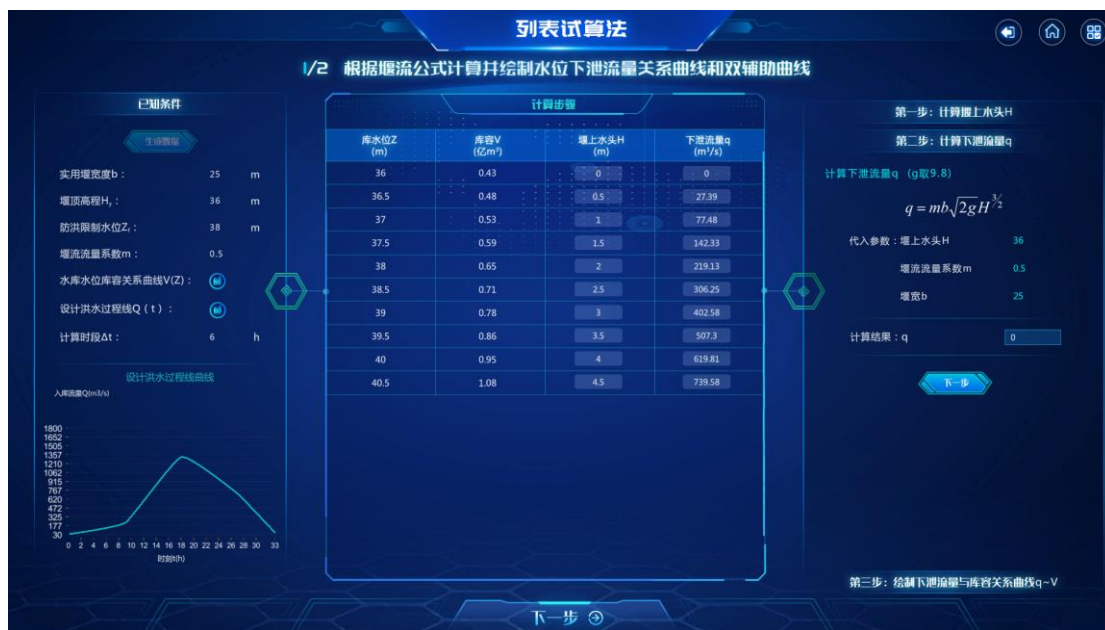 列表试算法
1/2 根据堰流公式计算并绘制水位下泄流量关系曲线和双辅助曲线
已知条件
生成数据
实用堰宽度b： 25 m
堰顶高程Hᵧ： 36 m
防洪限制水位Zᵣ： 38 m
堰流流量系数m： 0.5
水库水位库容关系曲线V(Z)：
设计洪水过程线Q（t）：
计算时段Δt： 6 h
设计洪水过程线曲线
入库流量Q(m3/s)
1800
1652
1505
1357
1210
1062
915
767
620
472
325
177
30
0 2 4 6 8 10 12 14 16 18 20 22 24 26 28 30 33
时刻t(h)
计算步骤
库水位Z (m) 库容V (亿m³) 堰上水头H (m) 下泄流量q (m³/s)
36 0.43 0 0
36.5 0.48 0.5 27.39
37 0.53 1 77.48
37.5 0.59 1.5 142.33
38 0.65 2 219.13
38.5 0.71 2.5 306.25
39 0.78 3 402.58
39.5 0.86 3.5 507.3
40 0.95 4 619.81
40.5 1.08 4.5 739.58
第一步：计算堰上水头H
第二步：计算下泄流量q
计算下泄流量q（g取9.8）
q = mb√2gH^3/2
代入参数：堰上水头H 36
堰流流量系数m 0.5
堰宽b 25
计算结果：q 0
下一步
第三步：绘制下泄流量与库容关系曲线q~V
下一步